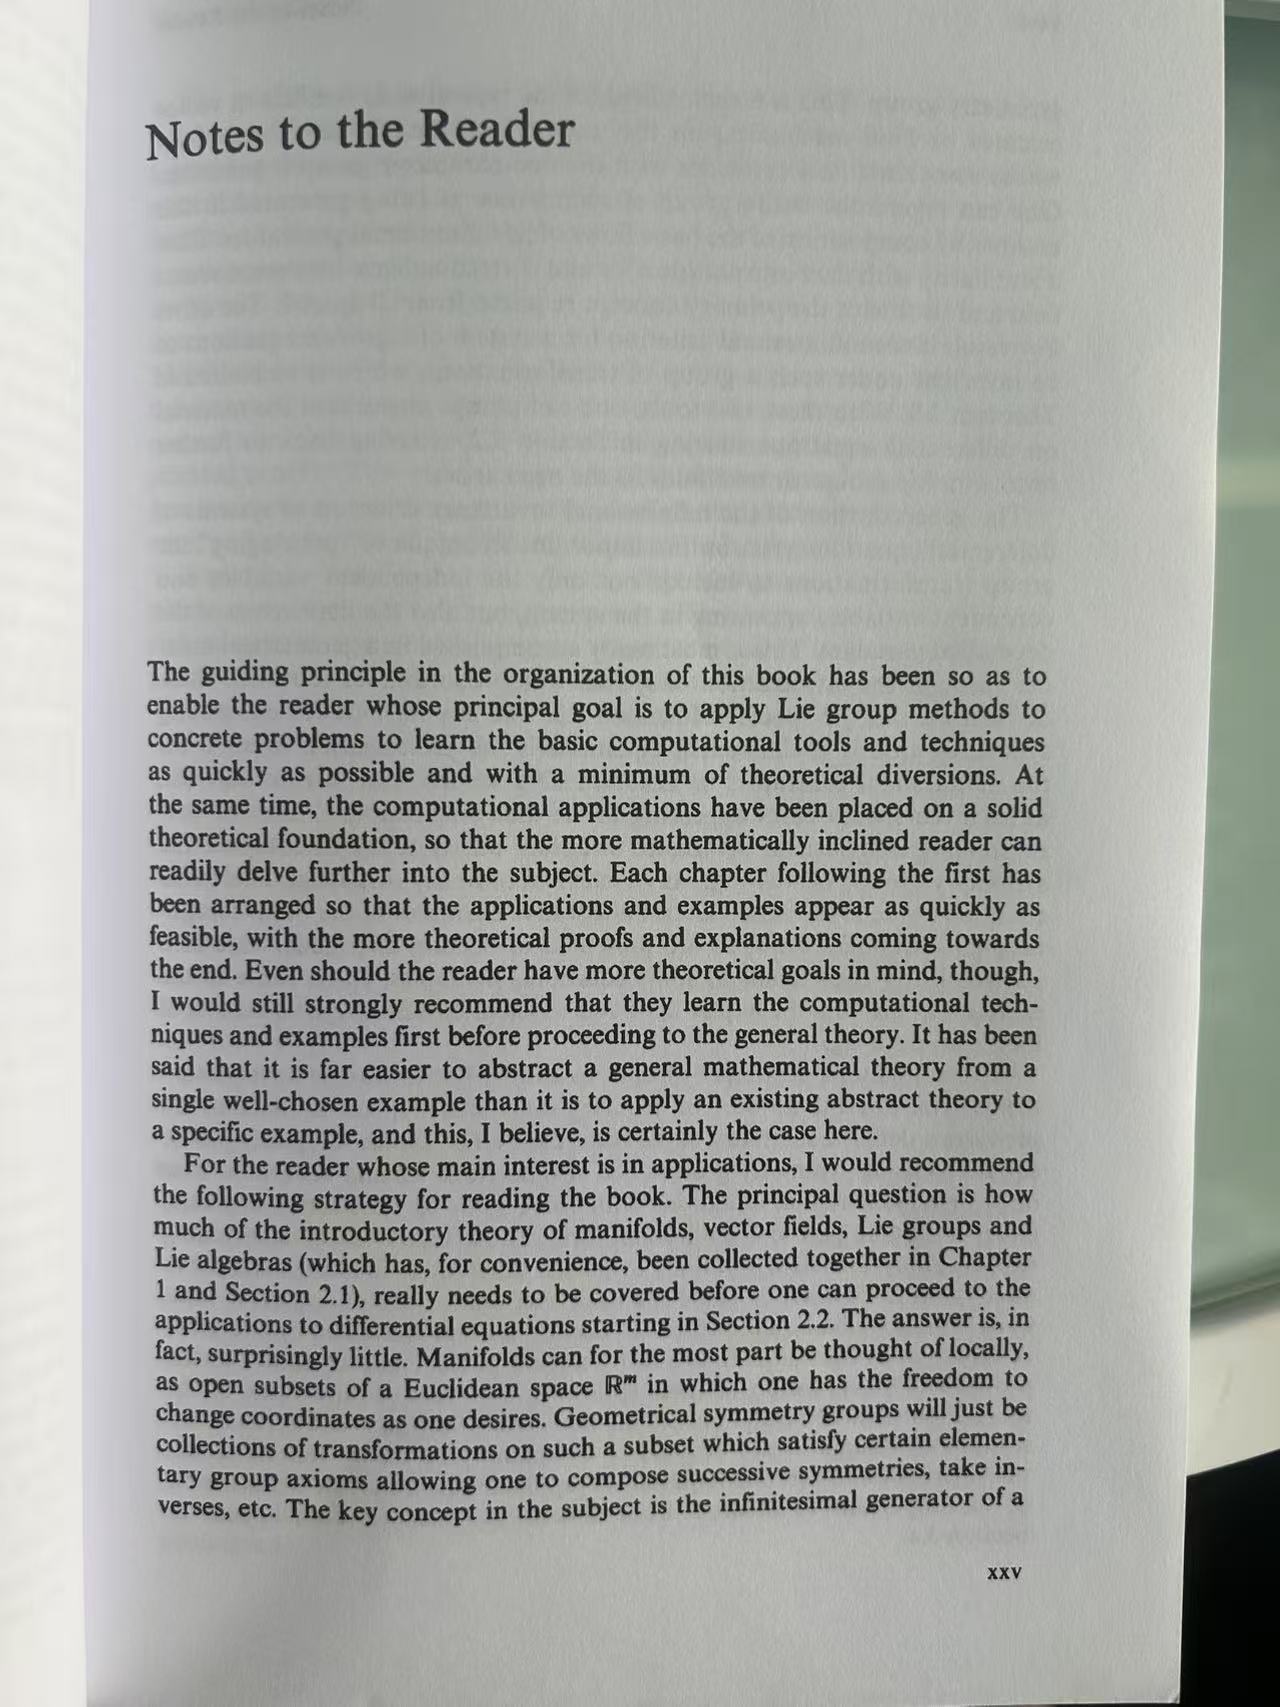 Notes to the Reader
The guiding principle in the organization of this book has been so as to
enable the reader whose principal goal is to apply Lie group methods to
concrete problems to learn the basic computational tools and techniques
as quickly as possible and with a minimum of theoretical diversions. At
the same time, the computational applications have been placed on a solid
theoretical foundation, so that the more mathematically inclined reader can
readily delve further into the subject. Each chapter following the first has
been arranged so that the applications and examples appear as quickly as
feasible, with the more theoretical proofs and explanations coming towards
the end. Even should the reader have more theoretical goals in mind, though,
I would still strongly recommend that they learn the computational tech-
niques and examples first before proceeding to the general theory. It has been
said that it is far easier to abstract a general mathematical theory from a
single well-chosen example than it is to apply an existing abstract theory to
a specific example, and this, I believe, is certainly the case here.
For the reader whose main interest is in applications, I would recommend
the following strategy for reading the book. The principal question is how
much of the introductory theory of manifolds, vector fields, Lie groups and
Lie algebras (which has, for convenience, been collected together in Chapter
1 and Section 2.1), really needs to be covered before one can proceed to the
applications to differential equations starting in Section 2.2. The answer is, in
fact, surprisingly little. Manifolds can for the most part be thought of locally,
as open subsets of a Euclidean space ℝᵐ in which one has the freedom to
change coordinates as one desires. Geometrical symmetry groups will just be
collections of transformations on such a subset which satisfy certain elemen-
tary group axioms allowing one to compose successive symmetries, take in-
verses, etc. The key concept in the subject is the infinitesimal generator of a
xxv